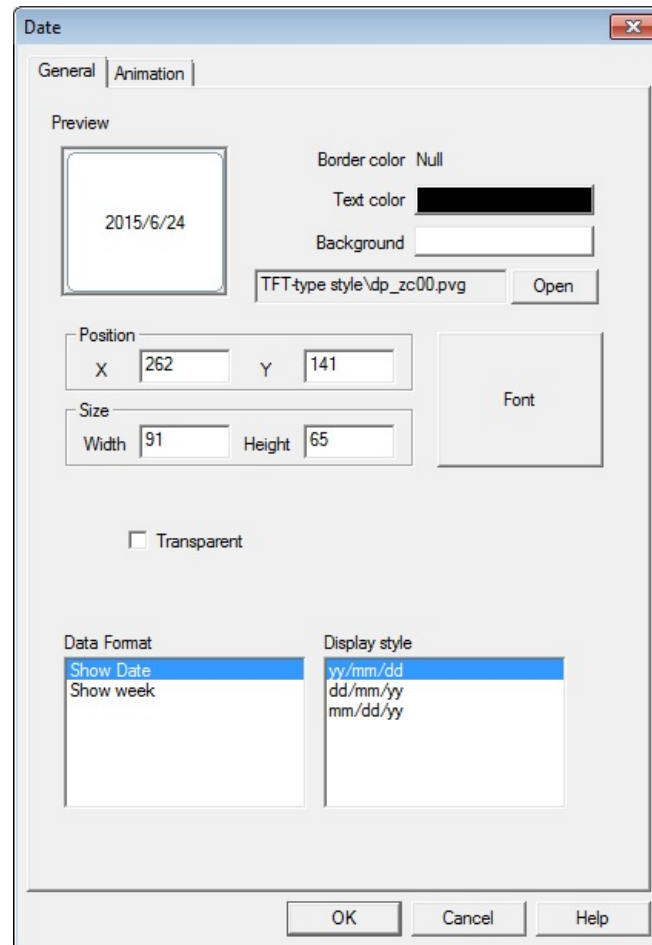 Date
General Animation
Preview
Border color Null
Text color
2015/6/24
Background
TFT-type style\dp_zc00.pvg Open
Position
X 262 Y 141
Font
Size
Width 91 Height 65
Transparent
Data Format Display style
Show Date yy/mm/dd
Show week dd/mm/yy
mm/dd/yy
OK Cancel Help